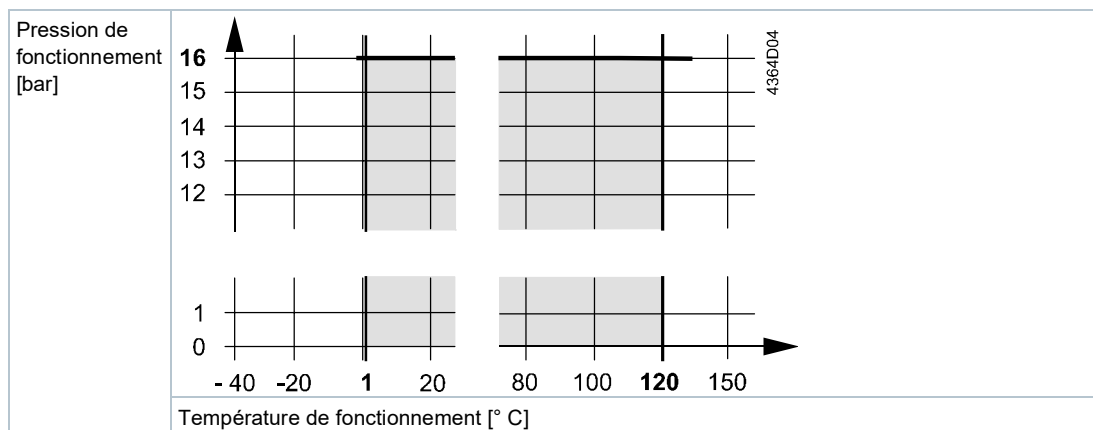 Pression de
fonctionnement
[bar]
16
15
14
13
12
1
0
- 40 -20 1 20 80 100 120 150
4364D04
Température de fonctionnement [° C]